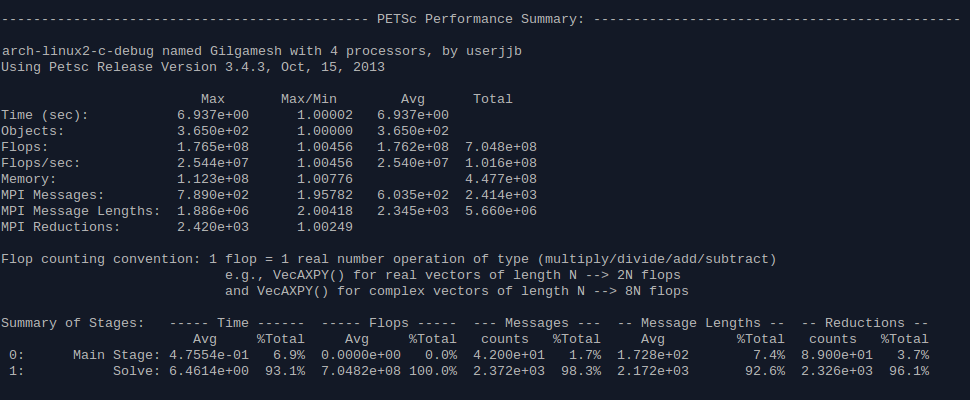 ---------------------------------------------- PETSc Performance Summary: ----------------------------------------------
arch-linux2-c-debug named Gilgamesh with 4 processors, by userjjb
Using Petsc Release Version 3.4.3, Oct, 15, 2013
                         Max       Max/Min        Avg      Total
Time (sec):           6.937e+00      1.00002   6.937e+00
Objects:              3.650e+02      1.00000   3.650e+02
Flops:                1.765e+08      1.00456   1.762e+08  7.048e+08
Flops/sec:            2.544e+07      1.00456   2.540e+07  1.016e+08
Memory:               1.123e+08      1.00776              4.477e+08
MPI Messages:         7.890e+02      1.95782   6.035e+02  2.414e+03
MPI Message Lengths:  1.886e+06      2.00418   2.345e+03  5.660e+06
MPI Reductions:       2.420e+03      1.00249
Flop counting convention: 1 flop = 1 real number operation of type (multiply/divide/add/subtract)
                            e.g., VecAXPY() for real vectors of length N --> 2N flops
                            and VecAXPY() for complex vectors of length N --> 8N flops
Summary of Stages:   ----- Time ------  ----- Flops -----  --- Messages ---  -- Message Lengths --  -- Reductions --
                        Avg     %Total     Avg     %Total   counts   %Total     Avg         %Total   counts   %Total
 0:      Main Stage: 4.7554e-01   6.9%  0.0000e+00   0.0%  4.200e+01   1.7%  1.728e+02        7.4%  8.900e+01   3.7%
 1:           Solve: 6.4614e+00  93.1%  7.0482e+08 100.0%  2.372e+03  98.3%  2.172e+03       92.6%  2.326e+03  96.1%